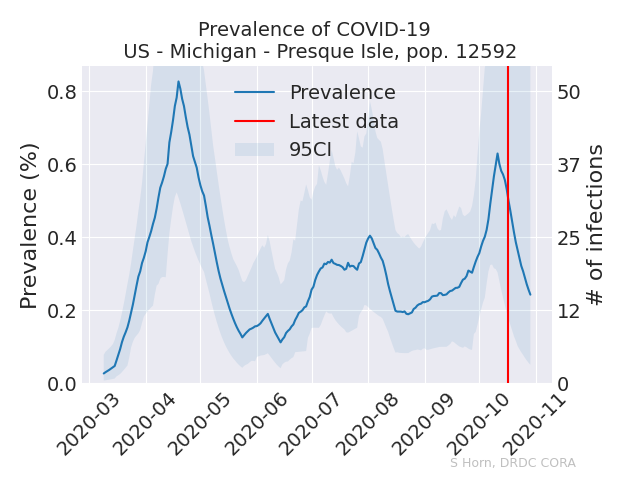 Prevalence of COVID-19
US - Michigan - Presque Isle, pop. 12592
Prevalence
Latest data
95CI
Prevalence (%)
0.8
0.6
0.4
0.2
0.0
50
37
25
12
0
# of infections
2020-03
2020-04
2020-05
2020-06
2020-07
2020-08
2020-09
2020-10
2020-11
S Horn, DRDC CORA